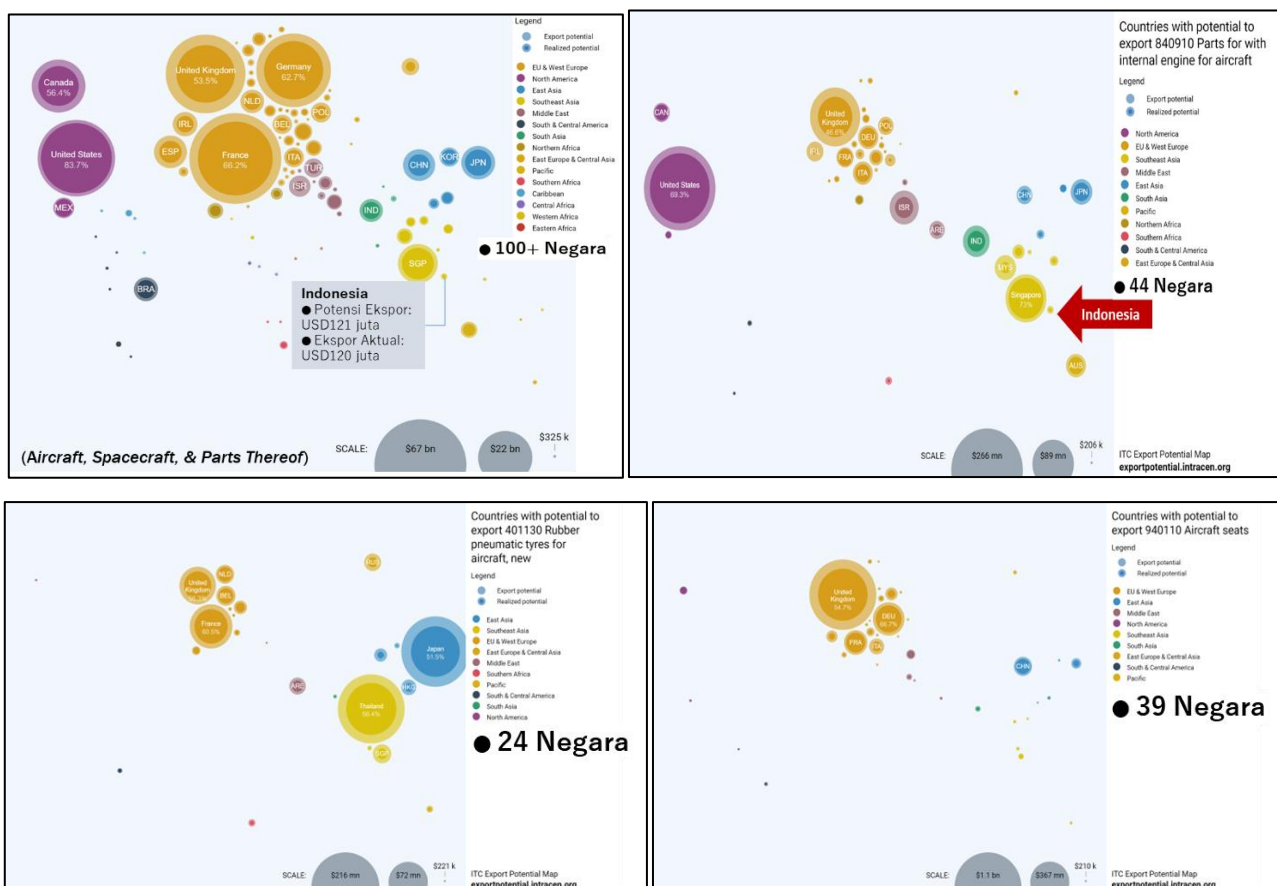 Legend
Export potential
Realized potential
EU & West Europe
North America
East Asia
Southeast Asia
Middle East
South & Central America
South Asia
Northern Africa
East Europe & Central Asia
Pacific
Southern Africa
Caribbean
Central Africa
Western Africa
Eastern Africa
● 100+ Negara
Canada
56.4%
United Kingdom
53.5%
Germany
62.7%
NLD
POL
IRL
BEL
ESP
France
66.2%
ITA
United States
83.7%
MEX
TUR
ISR
CHN
KOR
JPN
IND
SGP
BRA
Indonesia
● Potensi Ekspor:
USD121 juta
● Ekspor Aktual:
USD120 juta
(Aircraft, Spacecraft, & Parts Thereof)
SCALE:
$67 bn
$22 bn
$325 k
Countries with potential to
export 840910 Parts for with
internal engine for aircraft
Legend
Export potential
Realized potential
North America
EU & West Europe
Southeast Asia
Middle East
East Asia
South Asia
Pacific
Northern Africa
Southern Africa
South & Central America
East Europe & Central Asia
● 44 Negara
CAN
United
Kingdom
POL
DEU
IRL
FRA
ITA
United States
69.3%
ISR
ARE
CHN
JPN
IND
MYS
Singapore
Indonesia
AUS
SCALE:
$266 mn
$89 mn
$206 k
ITC Export Potential Map
exportpotential.intracen.org
Countries with potential to
export 401130 Rubber
pneumatic tyres for
aircraft, new
Legend
Export potential
Realized potential
East Asia
Southeast Asia
EU & West Europe
East Europe & Central Asia
Middle East
Southern Africa
Pacific
South & Central America
South Asia
North America
● 24 Negara
RUS
United
Kingdom
NLD
BEL
France
Japan
51.5%
ARE
HKG
Thailand
SGP
SCALE:
$216 mn
$72 mn
$221 k
ITC Export Potential Map
exportpotential.intracen.org
Countries with potential to
export 940110 Aircraft seats
Legend
Export potential
Realized potential
EU & West Europe
East Asia
Middle East
North America
Southeast Asia
South Asia
East Europe & Central Asia
South & Central America
Pacific
● 39 Negara
United
Kingdom
54.7%
DEU
66.7%
FRA
ITA
CHN
SCALE:
$1.1 bn
$367 mn
$210 k
ITC Export Potential Map
exportpotential.intracen.org